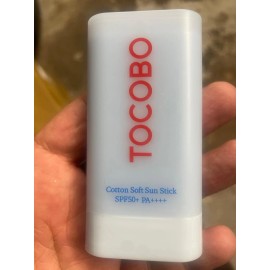 TOCOBO
Cotton Soft Sun Stick
SPF50+ PA++++